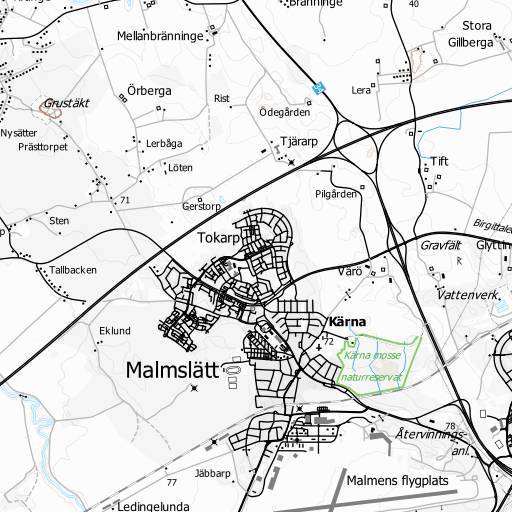 Bränninge
40
Mellanbränninge
Stora
Gillberga
Örberga
Rist
Lera
Grustäkt
Ödegården
Nysätter
Prästtorpet
Lerbåga
Tjärarp
Löten
Tift
71
Gerstorp
Pilgården
Sten
Tokarp
Gravfält
Glyttin
Tallbacken
Värö
R
Vattenverk
Eklund
Kärna
72
Kärna mosse
naturreservat
Malmslätt
78
Återvinnings-
anl.
Jäbbarp
77
Malmens flygplats
Ledingelunda